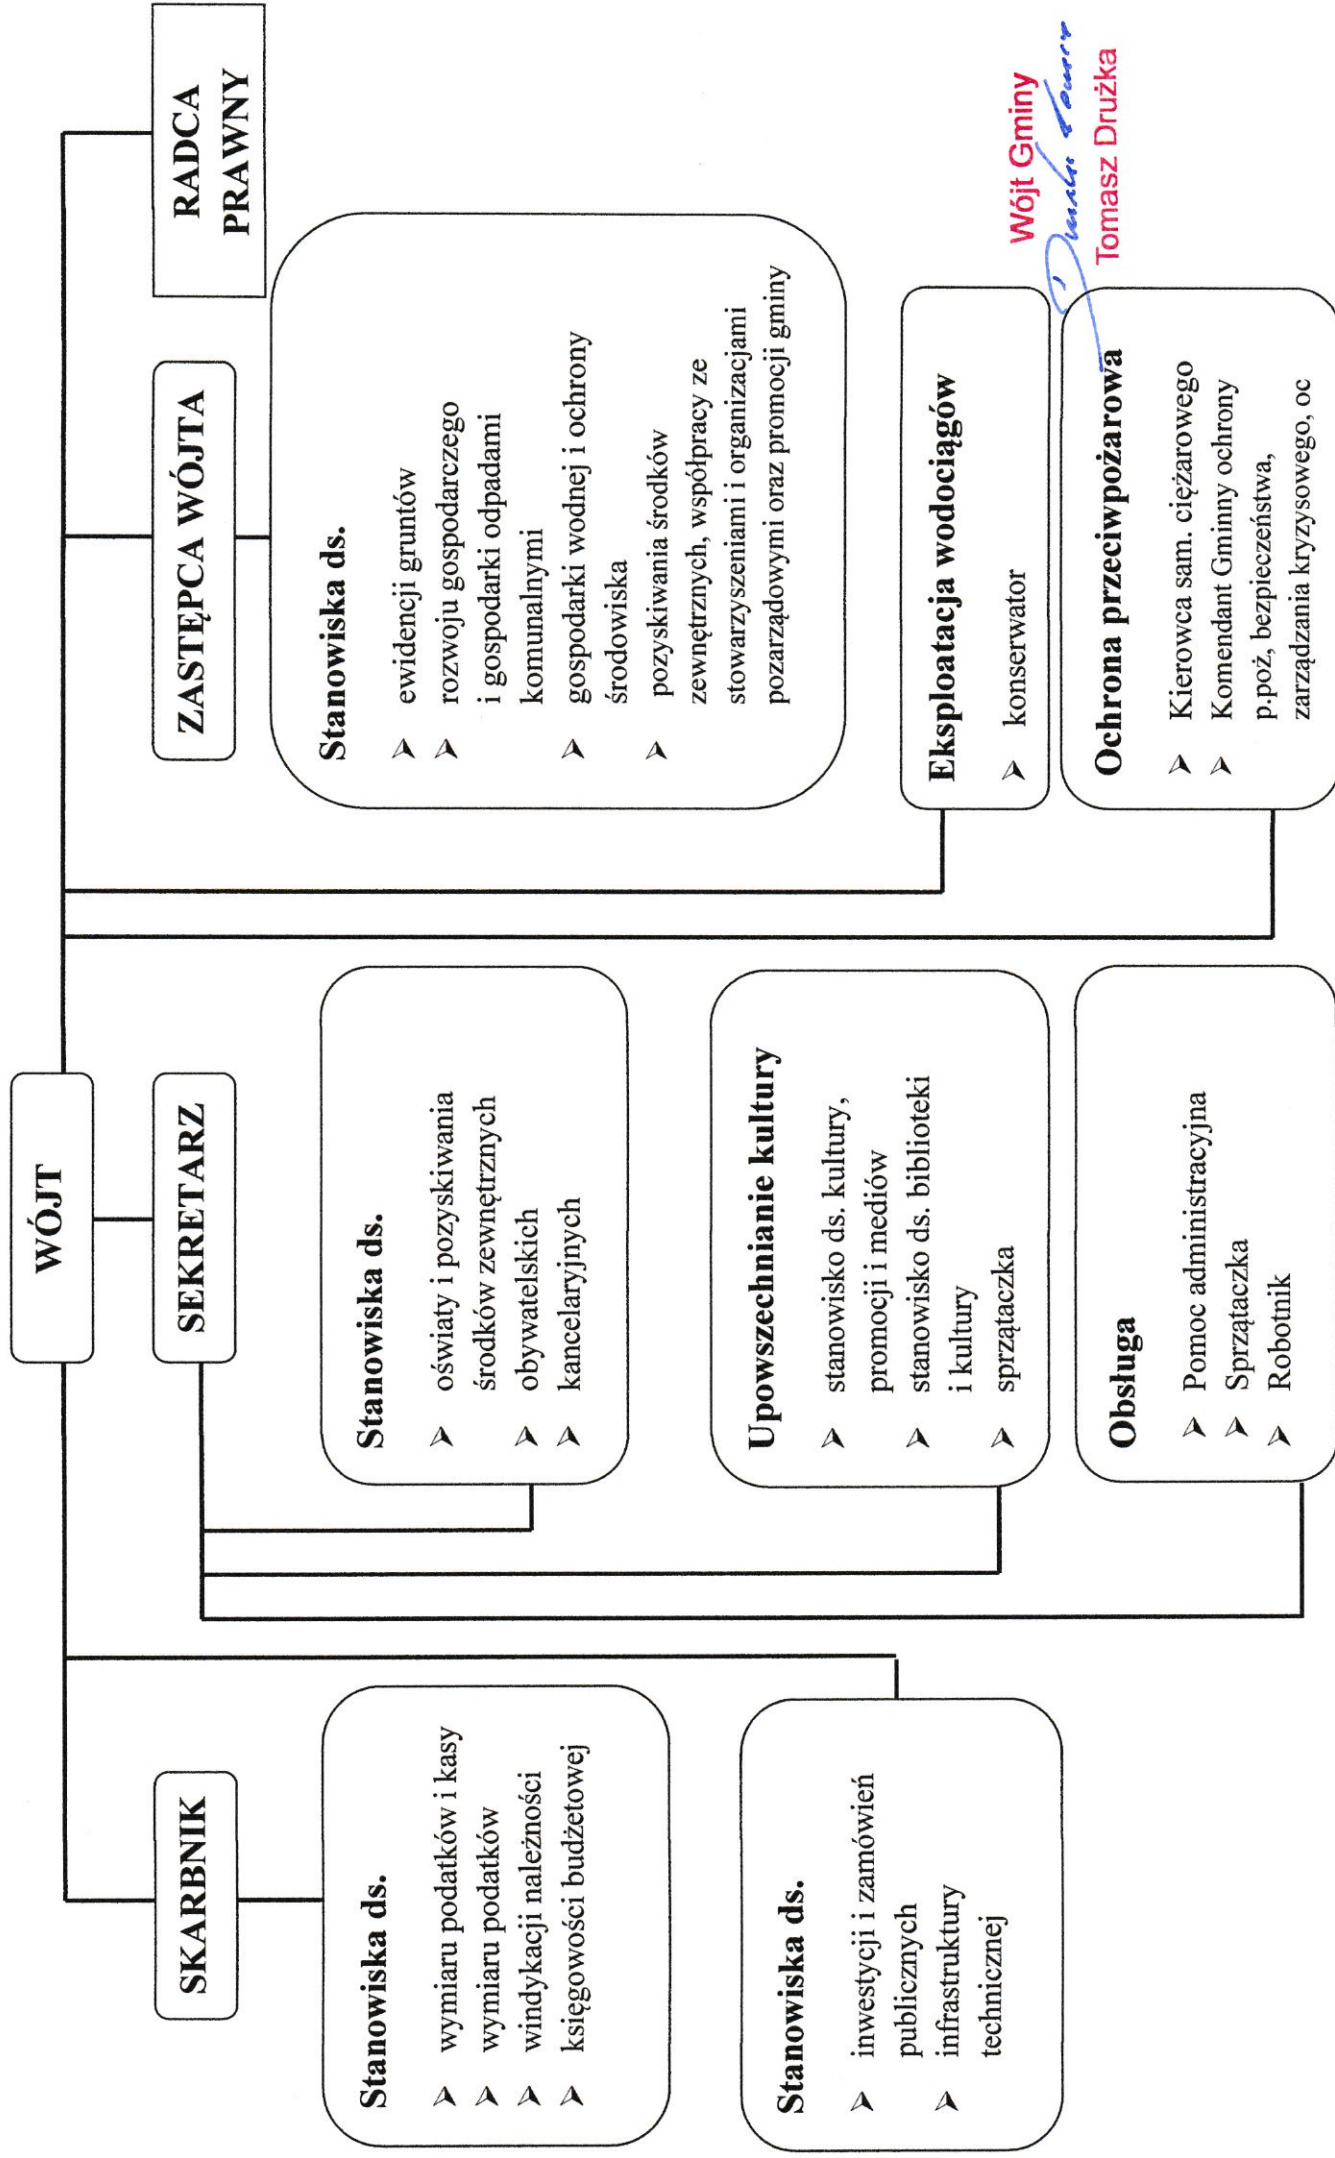 WÓJT
SKARBNIK
SEKRETARZ
ZASTĘPCA WÓJTA
RADCA
PRAWNY
Stanowiska ds.
➢ wymiaru podatków i kasy
➢ wymiaru podatków
➢ windykacji należności
➢ księgowości budżetowej
Stanowiska ds.
➢ inwestycji i zamówień
publicznych
➢ infrastruktury
technicznej
Stanowiska ds.
➢ oświaty i pozyskiwania
środków zewnętrznych
➢ obywatelskich
➢ kancelaryjnych
Upowszechnianie kultury
➢ stanowisko ds. kultury,
promocji i mediów
➢ stanowisko ds. biblioteki
i kultury
➢ sprzątaczka
Obsługa
➢ Pomoc administracyjna
➢ Sprzątaczka
➢ Robotnik
Stanowiska ds.
➢ ewidencji gruntów
➢ rozwoju gospodarczego
i gospodarki odpadami
komunalnymi
➢ gospodarki wodnej i ochrony
środowiska
➢ pozyskiwania środków
zewnętrznych, współpracy ze
stowarzyszeniami i organizacjami
pozarządowymi oraz promocji gminy
Eksploatacja wodociągów
➢ konserwator
Ochrona przeciwpożarowa
➢ Kierowca sam. ciężarowego
➢ Komendant Gminny ochrony
p.poż, bezpieczeństwa,
zarządzania kryzysowego, oc
Wójt Gminy
Tomasz Drużka